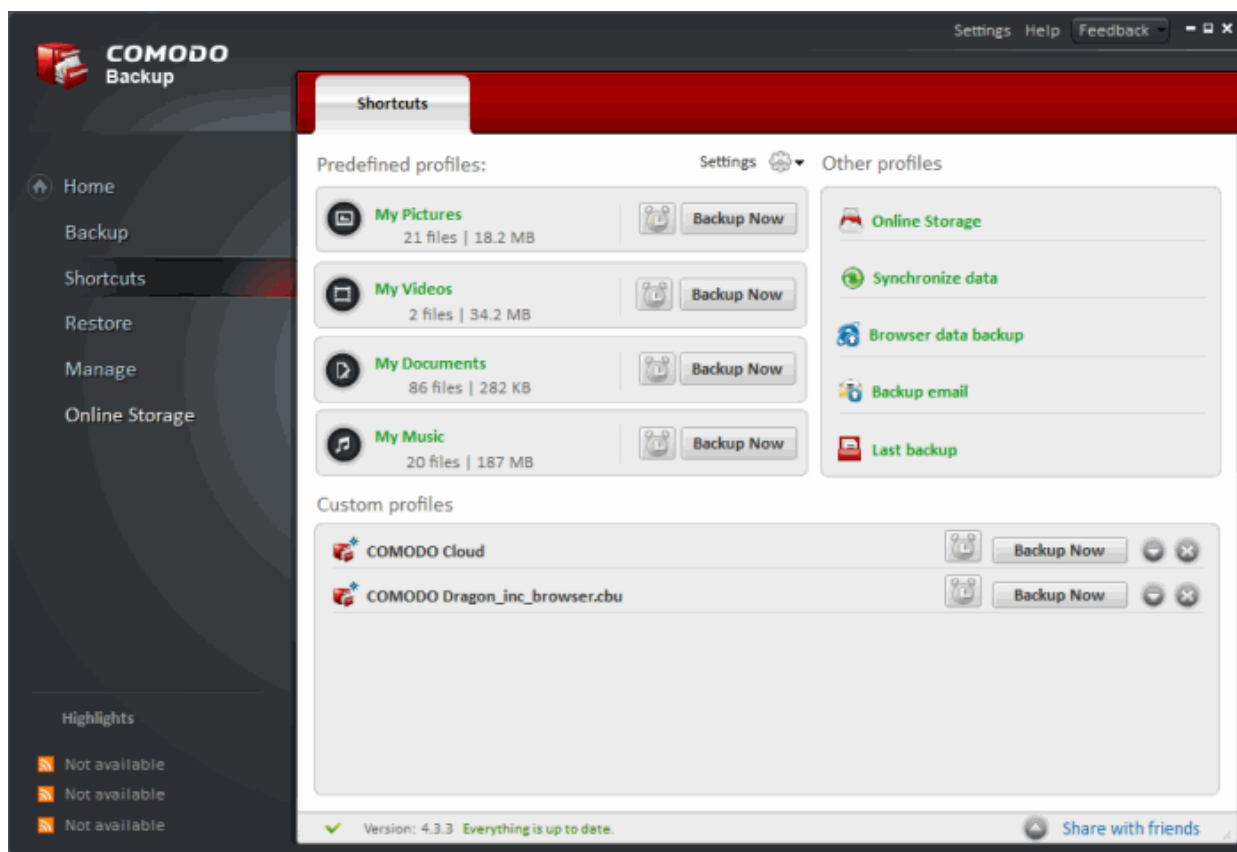 Settings Help Feedback
COMODO
Backup
Shortcuts
Home
Backup
Shortcuts
Restore
Manage
Online Storage
Highlights
Not available
Not available
Not available
Predefined profiles:
Settings
My Pictures
21 files | 18.2 MB
Backup Now
My Videos
2 files | 34.2 MB
Backup Now
My Documents
86 files | 282 KB
Backup Now
My Music
20 files | 187 MB
Backup Now
Other profiles
Online Storage
Synchronize data
Browser data backup
Backup email
Last backup
Custom profiles
COMODO Cloud
Backup Now
COMODO Dragon_inc_browser.cbu
Backup Now
Version: 4.3.3 Everything is up to date.
Share with friends